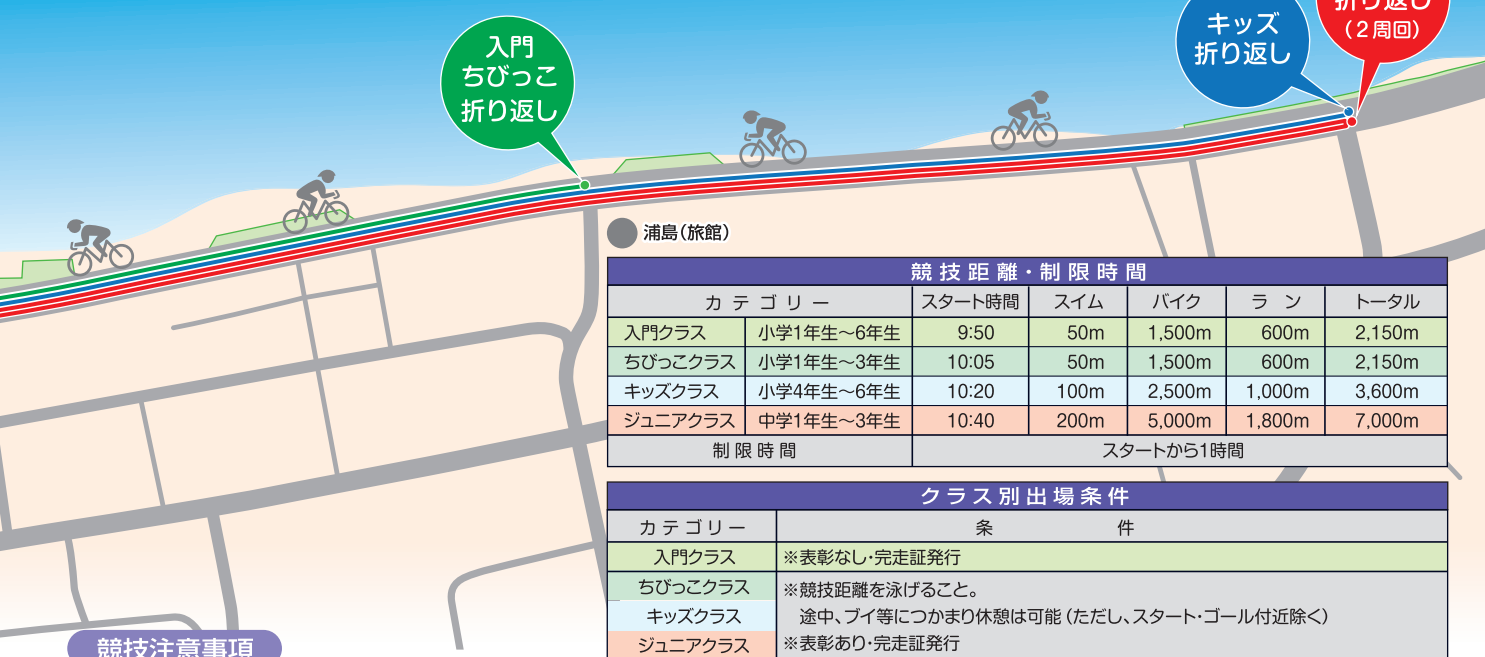 入門
ちびっこ
折り返し
キッズ
折り返し
折り返し
(2周回)
浦島(旅館)
競技距離・制限時間
カテゴリー スタート時間 スイム バイク ラン トータル
入門クラス 小学1年生〜6年生 9:50 50m 1,500m 600m 2,150m
ちびっこクラス 小学1年生〜3年生 10:05 50m 1,500m 600m 2,150m
キッズクラス 小学4年生〜6年生 10:20 100m 2,500m 1,000m 3,600m
ジュニアクラス 中学1年生〜3年生 10:40 200m 5,000m 1,800m 7,000m
制限時間 スタートから1時間
クラス別出場条件
カテゴリー 条件
入門クラス ※表彰なし・完走証発行
ちびっこクラス ※競技距離を泳げること。
キッズクラス 途中、ブイ等につかまり休憩は可能(ただし、スタート・ゴール付近除く)
ジュニアクラス ※表彰あり・完走証発行
競技注意事項